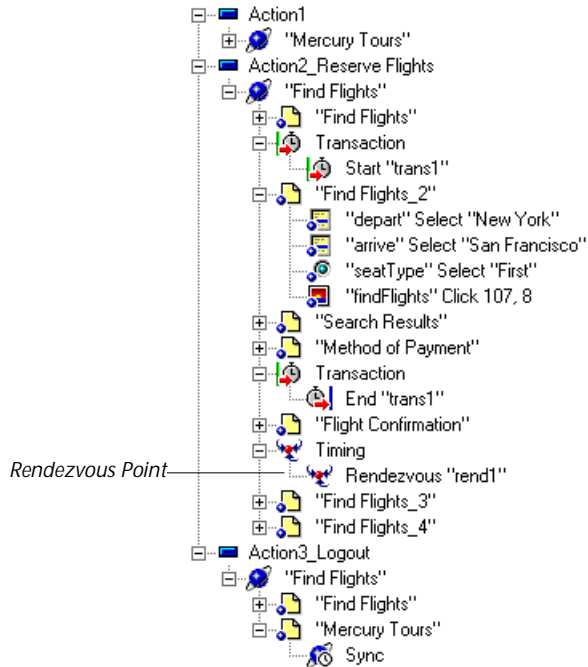 Action1
"Mercury Tours"
Action2_Reserve Flights
"Find Flights"
"Find Flights"
Transaction
Start "trans1"
"Find Flights_2"
"depart" Select "New York"
"arrive" Select "San Francisco"
"seatType" Select "First"
"findFlights" Click 107, 8
"Search Results"
"Method of Payment"
Transaction
End "trans1"
"Flight Confirmation"
Timing
Rendezvous Point Rendezvous "rend1"
"Find Flights_3"
"Find Flights_4"
Action3_Logout
"Find Flights"
"Find Flights"
"Mercury Tours"
Sync